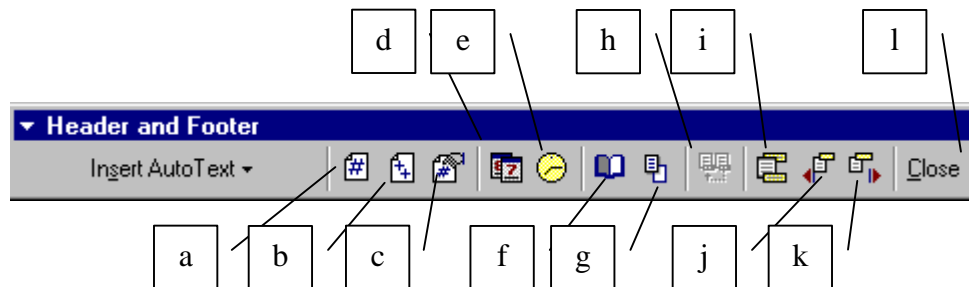 d e h i l
Header and Footer
Insert AutoText Close
a b c f g j k